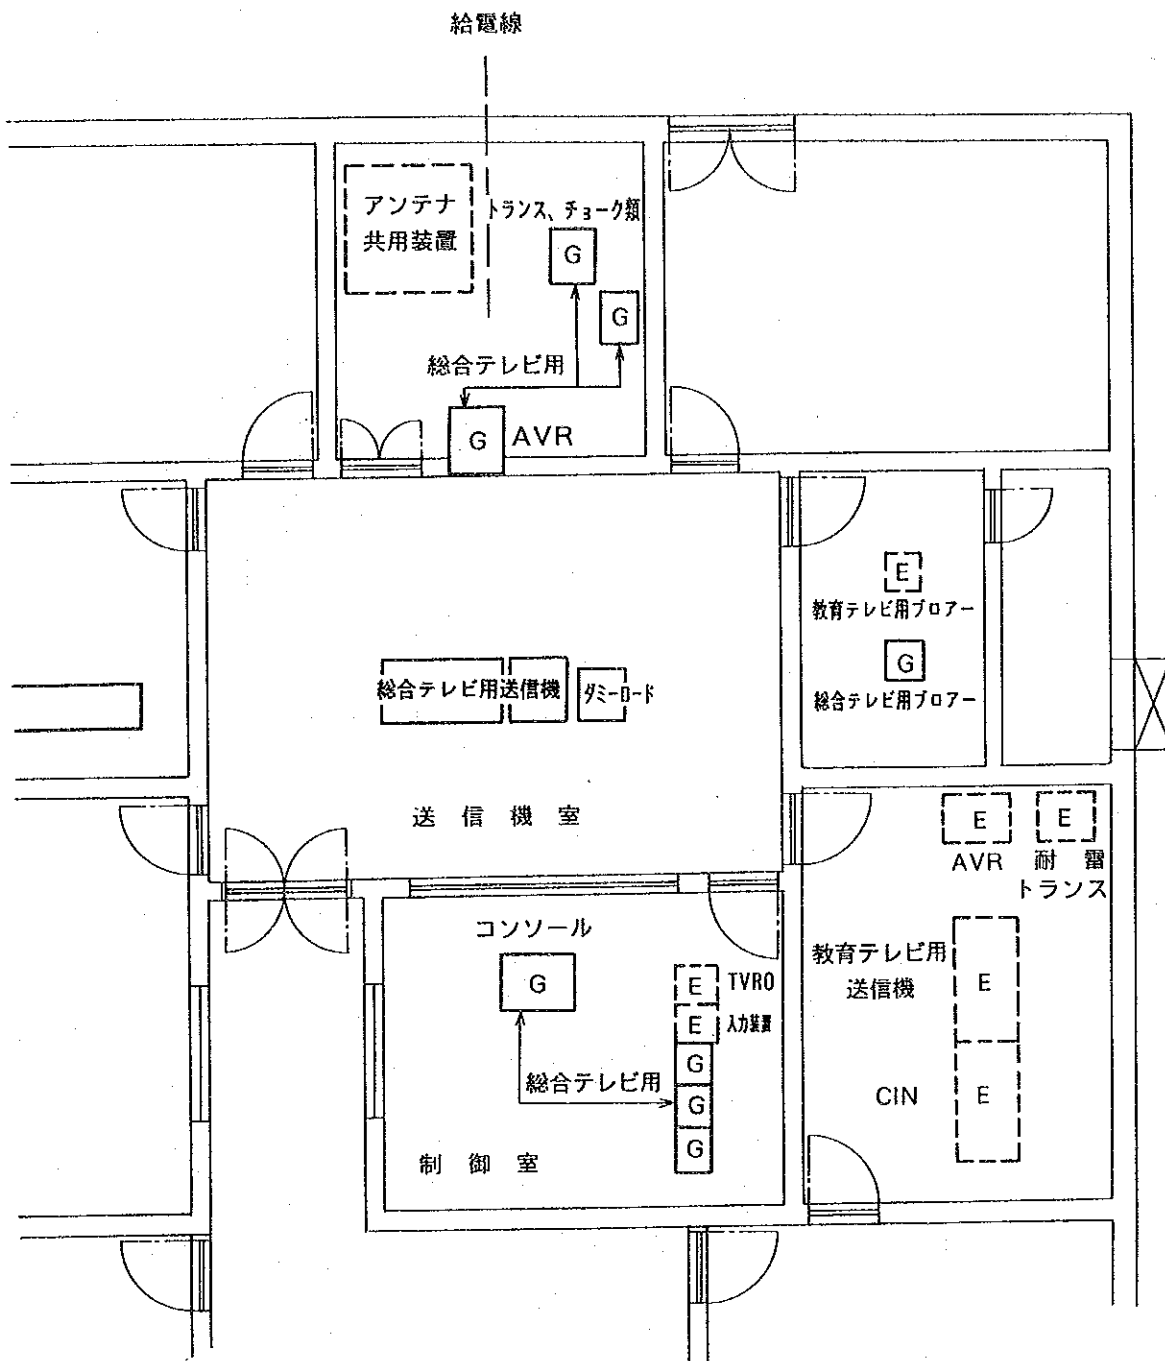 給電線
アンテナ
共用装置
トランス、チョーク類
G
G
総合テレビ用
G
AVR
E
教育テレビ用ブロアー
G
総合テレビ用ブロアー
総合テレビ用送信機
ダミーロード
送信機室
E
E
AVR
耐雷
トランス
コンソール
G
E
TVRO
E
入力装置
G
総合テレビ用
G
G
制御室
教育テレビ用
送信機
E
CIN
E